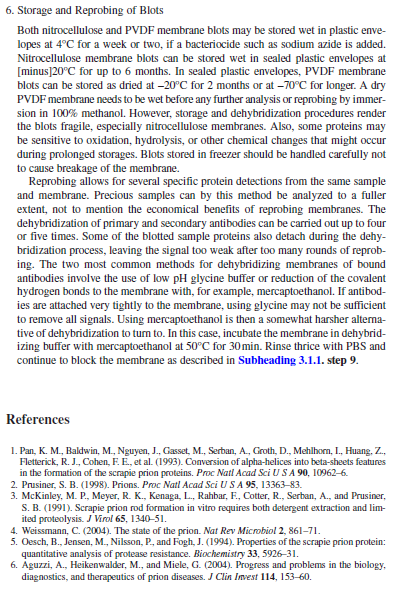 6. Storage and Reprobing of Blots
Both nitrocellulose and PVDF membrane blots may be stored wet in plastic enve-
lopes at 4°C for a week or two, if a bacteriocide such as sodium azide is added.
Nitrocellulose membrane blots can be stored wet in sealed plastic envelopes at
[minus]20°C for up to 6 months. In sealed plastic envelopes, PVDF membrane
blots can be stored as dried at −20°C for 2 months or at −70°C for longer. A dry
PVDF membrane needs to be wet before any further analysis or reprobing by immer-
sion in 100% methanol. However, storage and dehybridization procedures render
the blots fragile, especially nitrocellulose membranes. Also, some proteins may
be sensitive to oxidation, hydrolysis, or other chemical changes that might occur
during prolonged storages. Blots stored in freezer should be handled carefully not
to cause breakage of the membrane.
Reprobing allows for several specific protein detections from the same sample
and membrane. Precious samples can by this method be analyzed to a fuller
extent, not to mention the economical benefits of reprobing membranes. The
dehybridization of primary and secondary antibodies can be carried out up to four
or five times. Some of the blotted sample proteins also detach during the dehy-
bridization process, leaving the signal too weak after too many rounds of reprob-
ing. The two most common methods for dehybridizing membranes of bound
antibodies involve the use of low pH glycine buffer or reduction of the covalent
hydrogen bonds to the membrane with, for example, mercaptoethanol. If antibod-
ies are attached very tightly to the membrane, using glycine may not be sufficient
to remove all signals. Using mercaptoethanol is then a somewhat harsher alterna-
tive of dehybridization to turn to. In this case, incubate the membrane in dehybrid-
izing buffer with mercaptoethanol at 50°C for 30 min. Rinse thrice with PBS and
continue to block the membrane as described in Subheading 3.1.1. step 9.
References
1. Pan, K. M., Baldwin, M., Nguyen, J., Gasset, M., Serban, A., Groth, D., Mehlhorn, I., Huang, Z.,
Fletterick, R. J., Cohen, F. E., et al. (1993). Conversion of alpha-helices into beta-sheets features
in the formation of the scrapie prion proteins. Proc Natl Acad Sci U S A 90, 10962–6.
2. Prusiner, S. B. (1998). Prions. Proc Natl Acad Sci U S A 95, 13363–83.
3. McKinley, M. P., Meyer, R. K., Kenaga, L., Rahbar, F., Cotter, R., Serban, A., and Prusiner,
S. B. (1991). Scrapie prion rod formation in vitro requires both detergent extraction and lim-
ited proteolysis. J Virol 65, 1340–51.
4. Weissmann, C. (2004). The state of the prion. Nat Rev Microbiol 2, 861–71.
5. Oesch, B., Jensen, M., Nilsson, P., and Fogh, J. (1994). Properties of the scrapie prion protein:
quantitative analysis of protease resistance. Biochemistry 33, 5926–31.
6. Aguzzi, A., Heikenwalder, M., and Miele, G. (2004). Progress and problems in the biology,
diagnostics, and therapeutics of prion diseases. J Clin Invest 114, 153–60.